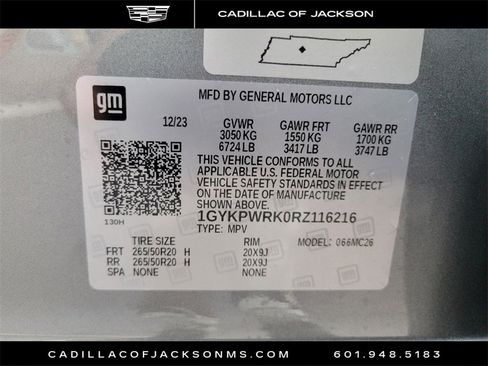 CADILLAC OF JACKSON
gm
MFD BY GENERAL MOTORS LLC
12/23 GVWR GAWR FRT GAWR RR
3050 KG 1550 KG 1700 KG
6724 LB 3417 LB 3747 LB
THIS VEHICLE CONFORMS TO ALL
APPLICABLE U.S. FEDERAL MOTOR
VEHICLE SAFETY STANDARDS IN EFFECT
ON THE DATE OF MANUFACTURE
SHOWN ABOVE.
1GYKPWRK0RZ116216
TYPE: MPV MODEL: 066MC26
130H
TIRE SIZE RIM
FRT 265/50R20 H 20X9J
RR 265/50R20 H 20X9J
SPA NONE NONE
CADILLACOFJACKSONMS.COM 601.948.5183